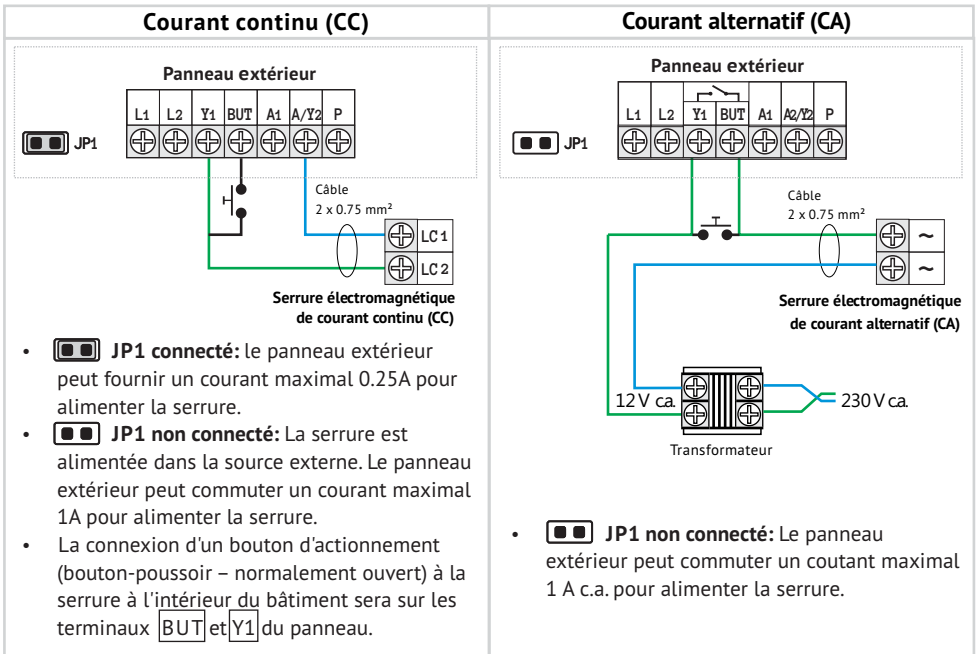 Courant continu (CC)
Panneau extérieur
L1 L2 Y1 BUT A1 A/Y2 P
JP1
Câble
2 x 0.75 mm²
LC 1
LC 2
Serrure électromagnétique
de courant continu (CC)
• JP1 connecté: le panneau extérieur
peut fournir un courant maximal 0.25A pour
alimenter la serrure.
• JP1 non connecté: La serrure est
alimentée dans la source externe. Le panneau
extérieur peut commuter un courant maximal
1A pour alimenter la serrure.
• La connexion d'un bouton d'actionnement
(bouton-poussoir – normalement ouvert) à la
serrure à l'intérieur du bâtiment sera sur les
terminaux BUT et Y1 du panneau.
Courant alternatif (CA)
Panneau extérieur
L1 L2 Y1 BUT A1 A2/Y2 P
JP1
Câble
2 x 0.75 mm²
~
~
Serrure électromagnétique
de courant alternatif (CA)
12 V c.a.
230 V c.a.
Transformateur
• JP1 non connecté: Le panneau
extérieur peut commuter un coutant maximal
1 A c.a. pour alimenter la serrure.